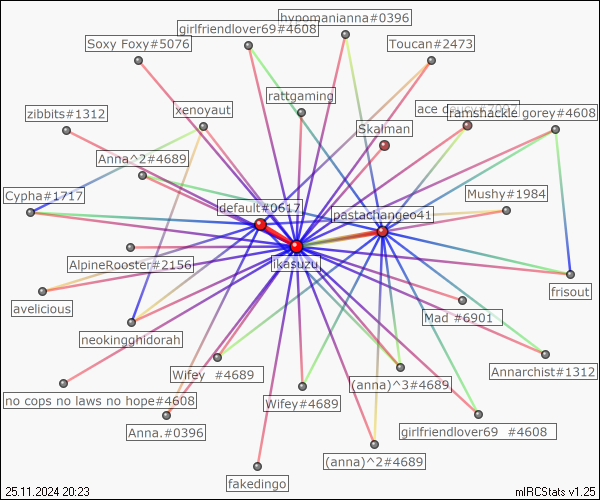 hypomanianna#0396
girlfriendlover69#4608
Soxy Foxy#5076
Toucan#2473
rattgaming
xenoyaut
zibbits#1312
ramshackle gorey#4608
Skalman
Anna^2#4689
Cypha#1717
Mushy#1984
default#0617
pastachangeo41
ikasuzu
AlpineRooster#2156
frisout
avelicious
Mad #6901
neokingghidorah
Annarchist#1312
Wifey #4689
(anna)^3#4689
no cops no laws no hope#4608
Wifey#4689
Anna.#0396
girlfriendlover69 #4608
(anna)^2#4689
fakedingo
25.11.2024 20:23
mIRCStats v1.25